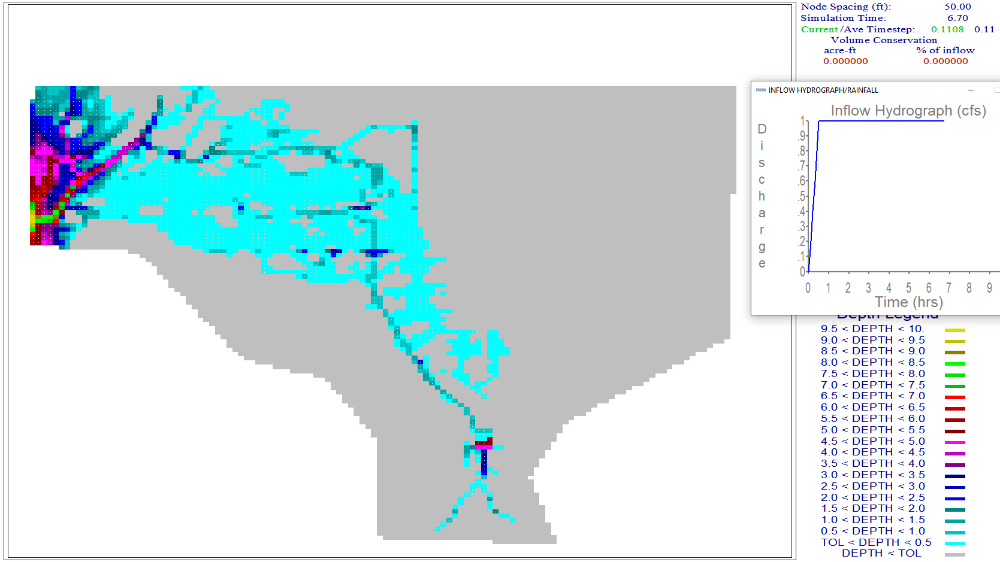 Node Spacing (ft): 50.00
Simulation Time: 6.70
Current/Ave Timestep: 0.1108 0.11
Volume Conservation
acre-ft % of inflow
0.000000 0.000000
INFLOW HYDROGRAPH/RAINFALL
Inflow Hydrograph (cfs)
Discharge
1
.9
.8
.7
.6
.5
.4
.3
.2
.1
0
0 1 2 3 4 5 6 7 8 9
Time (hrs)
Depth Legend
9.5 < DEPTH < 10.
9.0 < DEPTH < 9.5
8.5 < DEPTH < 9.0
8.0 < DEPTH < 8.5
7.5 < DEPTH < 8.0
7.0 < DEPTH < 7.5
6.5 < DEPTH < 7.0
6.0 < DEPTH < 6.5
5.5 < DEPTH < 6.0
5.0 < DEPTH < 5.5
4.5 < DEPTH < 5.0
4.0 < DEPTH < 4.5
3.5 < DEPTH < 4.0
3.0 < DEPTH < 3.5
2.5 < DEPTH < 3.0
2.0 < DEPTH < 2.5
1.5 < DEPTH < 2.0
1.0 < DEPTH < 1.5
0.5 < DEPTH < 1.0
TOL < DEPTH < 0.5
DEPTH < TOL